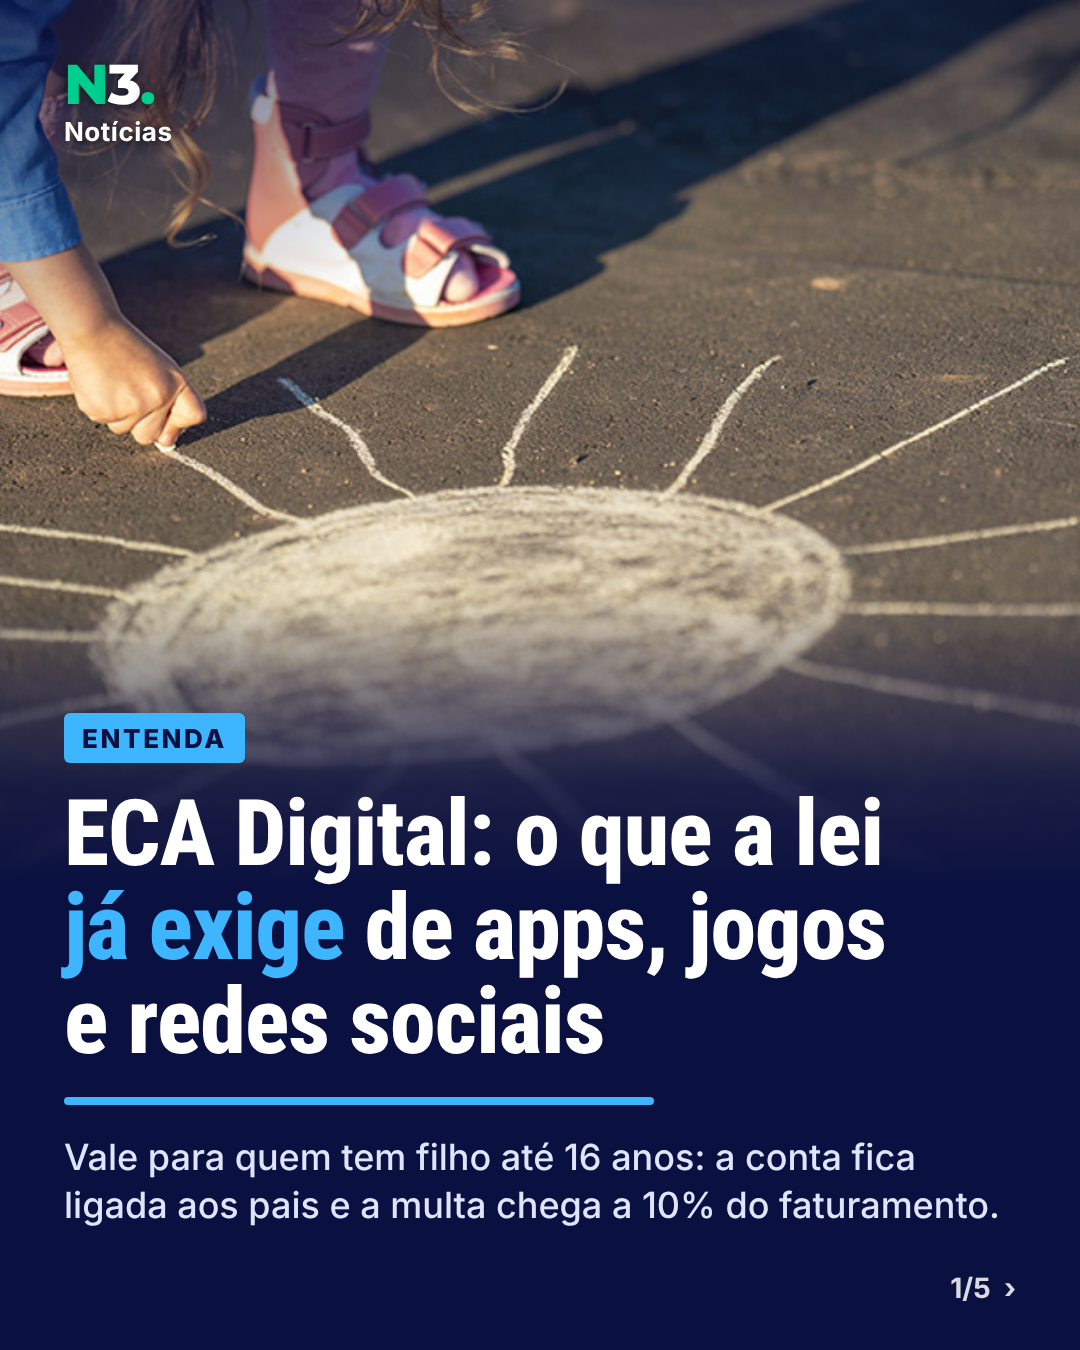 N3.
Notícias
ENTENDA
ECA Digital: o que a lei
já exige de apps, jogos
e redes sociais
Vale para quem tem filho até 16 anos: a conta fica
ligada aos pais e a multa chega a 10% do faturamento.
1/5 ›